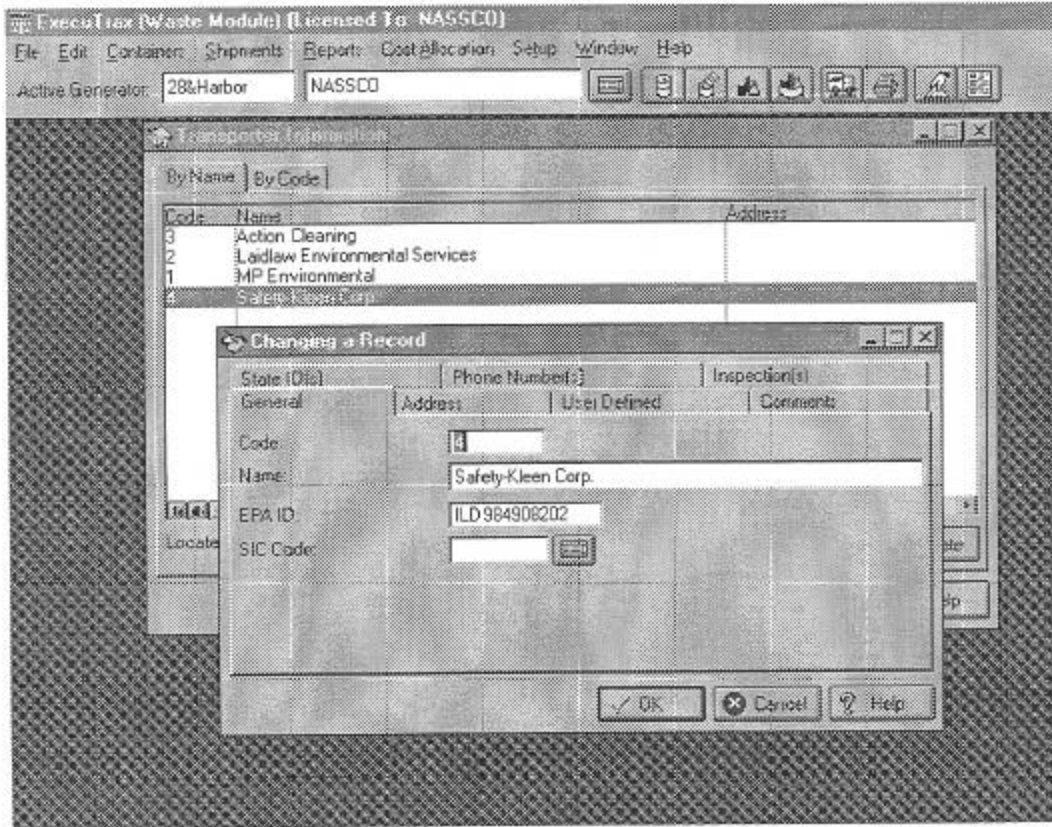 ExecuTrax (Waste Module) (Licensed To: NASSCO)
File Edit Containers Shipments Reports Cost Allocation Setup Window Help
Active Generator: 28&Harbor NASSCO
Transporter Information
By Name By Code
Code Name Address
3 Action Cleaning
2 Laidlaw Environmental Services
1 MP Environmental
4 Safety-Kleen Corp.
Changing a Record
State ID(s) Phone Number(s) Inspection(s)
General Address User Defined Comments
Code: 4
Name: Safety-Kleen Corp.
EPA ID: ILD984908202
SIC Code:
Locate
OK Cancel Help